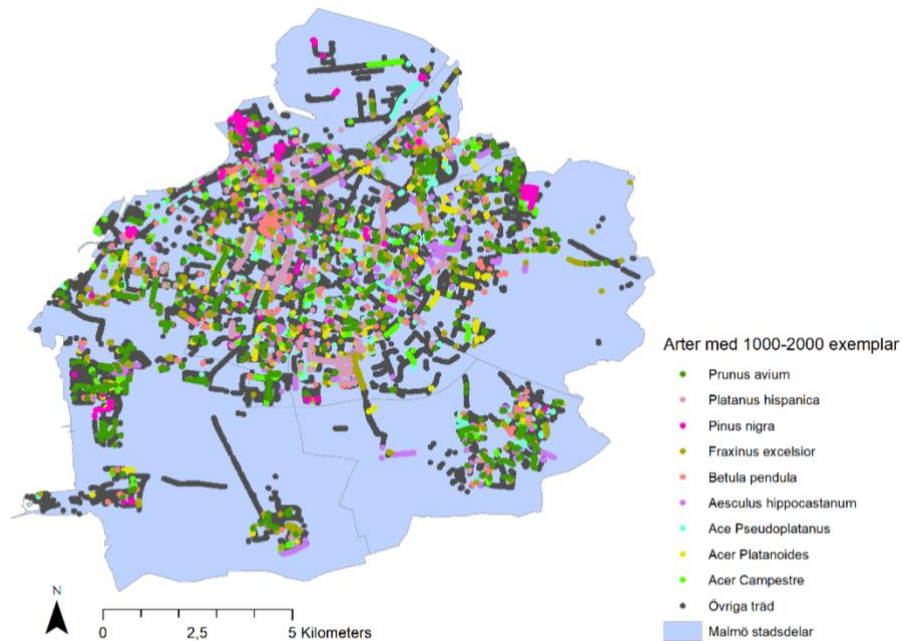 Arter med 1000-2000 exemplar
Prunus avium
Platanus hispanica
Pinus nigra
Fraxinus excelsior
Betula pendula
Aesculus hippocastanum
Ace Pseudoplatanus
Acer Platanoides
Acer Campestre
Övriga träd
Malmö stadsdelar
N
0 2,5 5 Kilometers